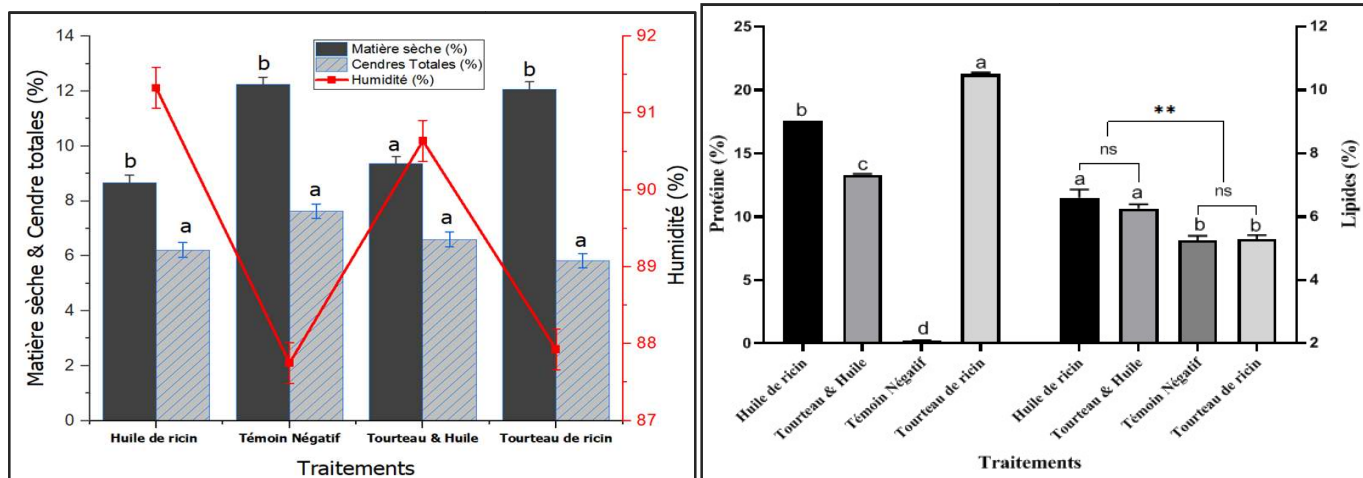 14
12
10
8
6
4
2
0
Matière sèche & Cendre totales (%)
Matière sèche (%)
Cendres Totales (%)
Humidité (%)
b
a
b
a
a
a
b
a
92
91
90
89
88
87
Humidité (%)
Huile de ricin Témoin Négatif Tourteau & Huile Tourteau de ricin
Traitements
25
20
15
10
5
0
Protéine (%)
b
c
d
a
**
ns
ns
a
a
b
b
12
10
8
6
4
2
Lipides (%)
Huile de ricin
Tourteau & Huile
Témoin Négatif
Tourteau de ricin
Huile de ricin
Tourteau & Huile
Témoin Négatif
Tourteau de ricin
Traitements